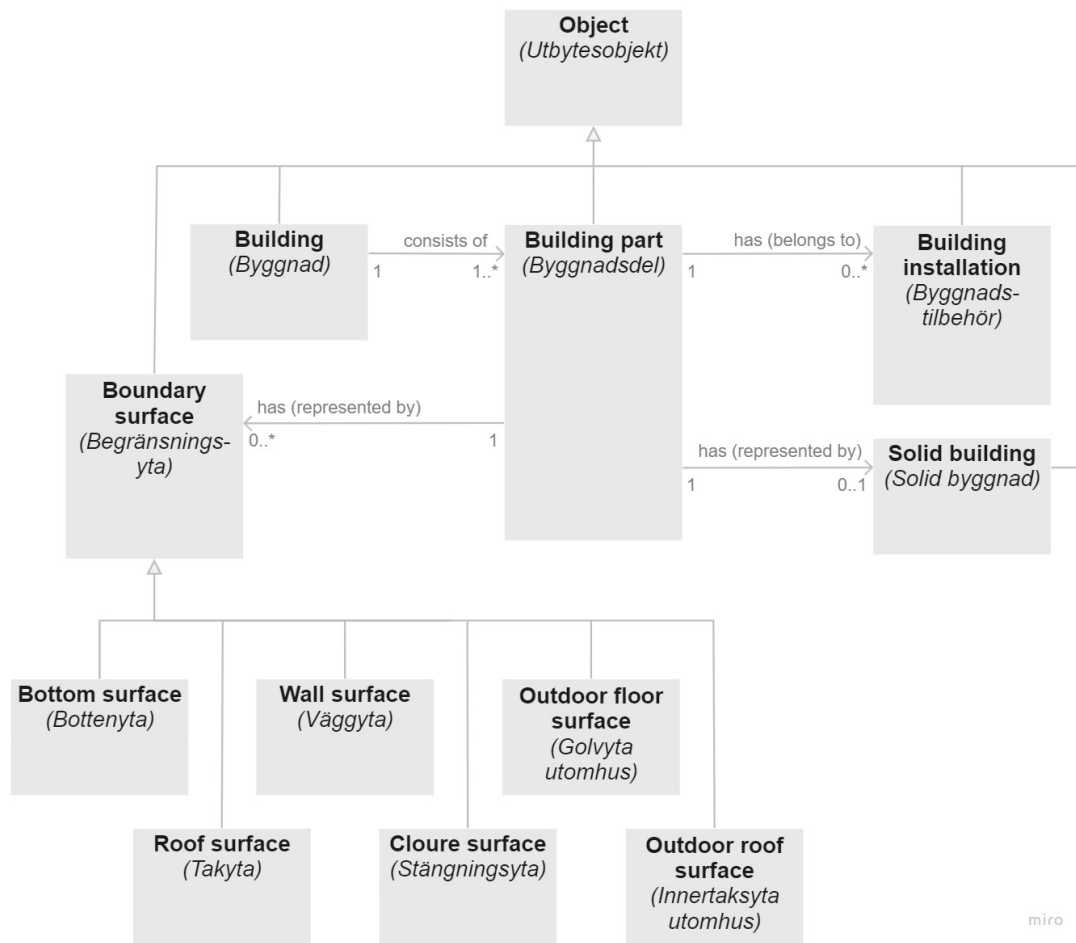 Object
(Utbytesobjekt)
Building
(Byggnad)
consists of
1
1..*
Building part
(Byggnadsdel)
has (belongs to)
1
0..*
Building
installation
(Byggnads-
tilbehör)
Boundary
surface
(Begränsnings-
yta)
has (represented by)
0..*
1
has (represented by)
1
0..1
Solid building
(Solid byggnad)
Bottom surface
(Bottenyta)
Wall surface
(Väggyta)
Outdoor floor
surface
(Golvyta
utomhus)
Roof surface
(Takyta)
Cloure surface
(Stängningsyta)
Outdoor roof
surface
(Innertaksyta
utomhus)
miro